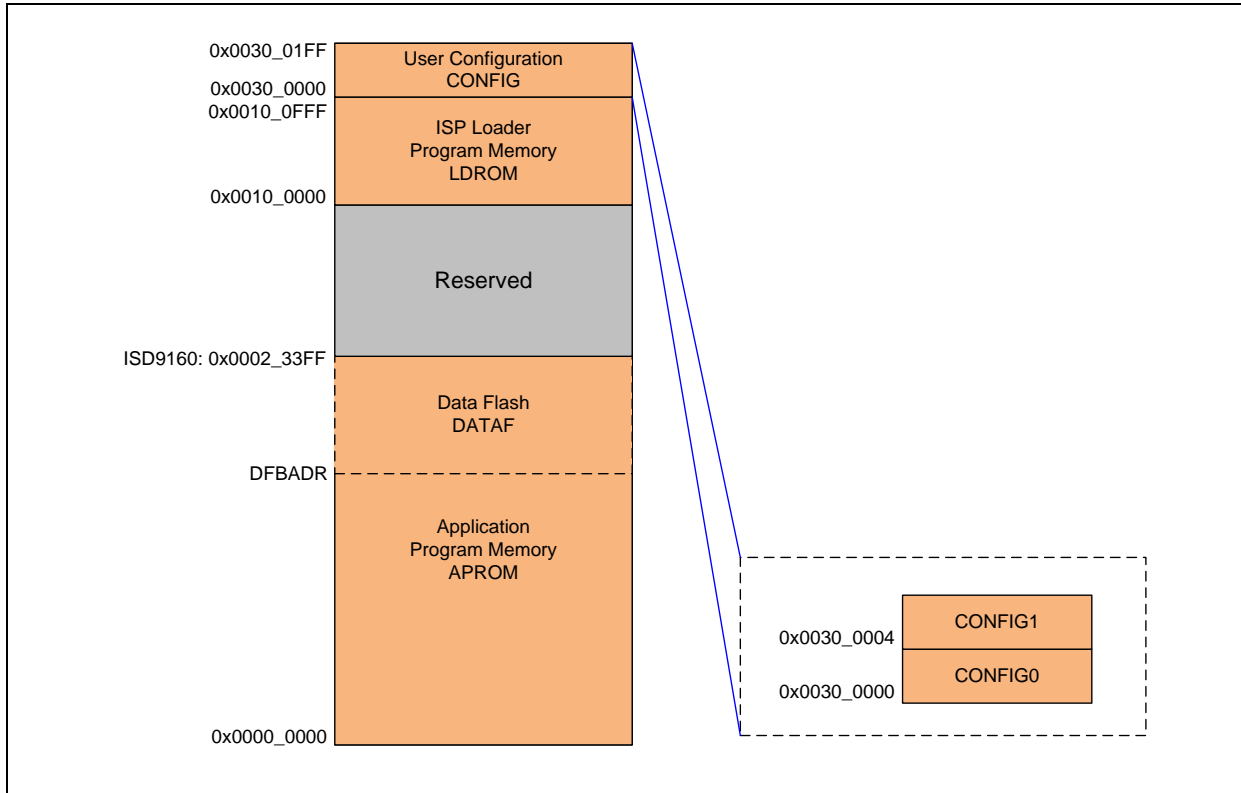 0x0030_01FF
User Configuration
CONFIG
0x0030_0000
0x0010_0FFF
ISP Loader
Program Memory
LDROM
0x0010_0000
Reserved
ISD9160: 0x0002_33FF
Data Flash
DATAF
DFBADR
Application
Program Memory
APROM
0x0000_0000
CONFIG1
0x0030_0004
CONFIG0
0x0030_0000